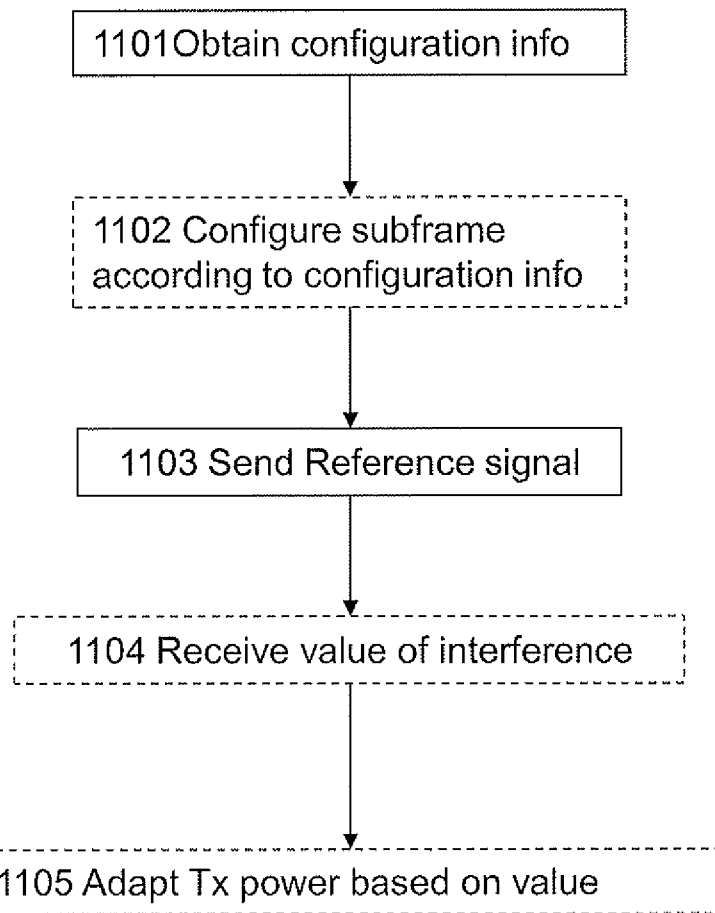 1101Obtain configuration info
1102 Configure subframe
according to configuration info
1103 Send Reference signal
1104 Receive value of interference
1105 Adapt Tx power based on value